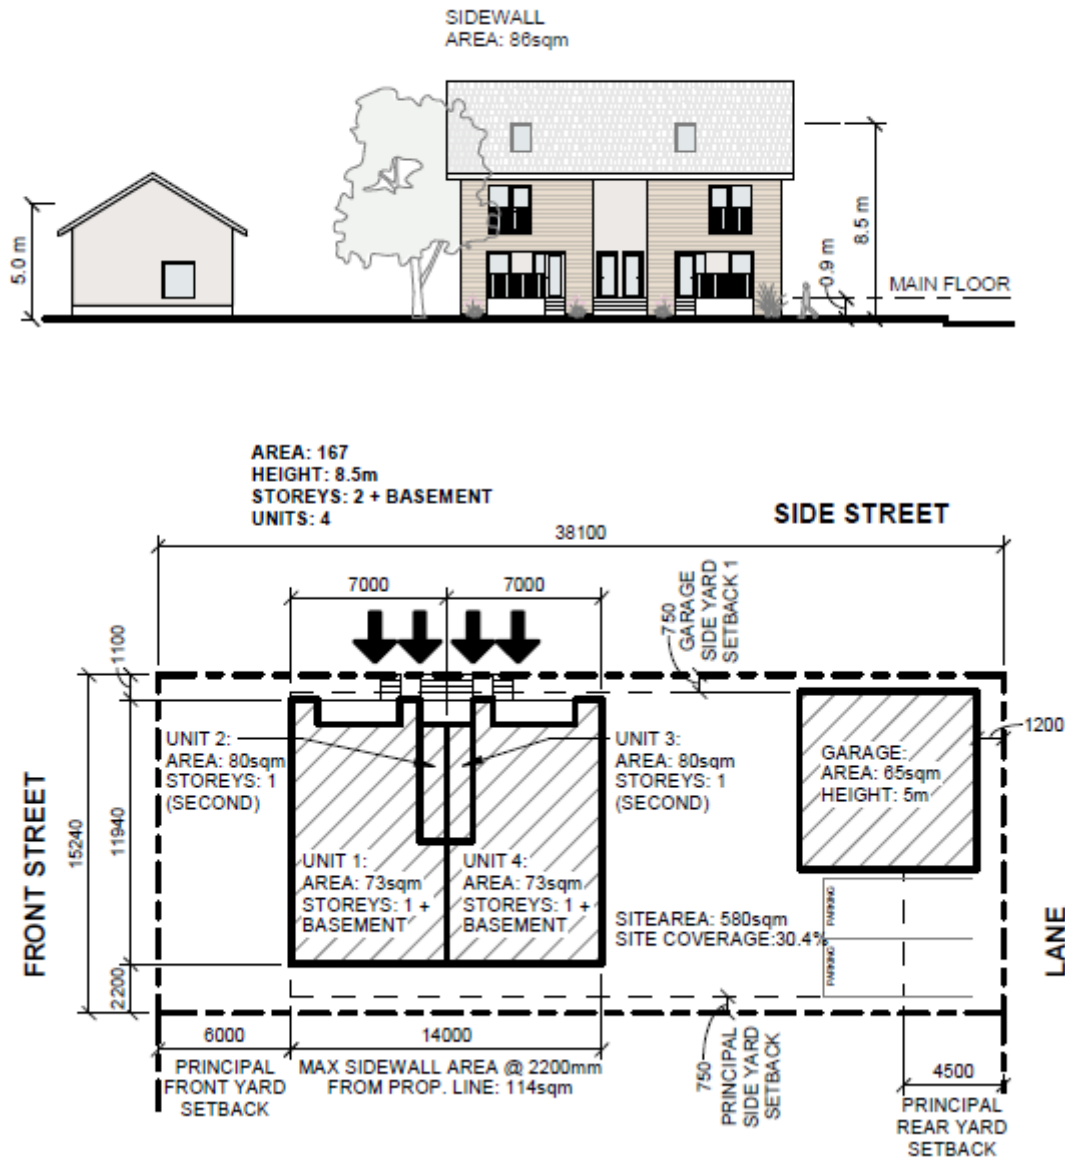 SIDEWALL
AREA: 86sqm
5.0 m
8.5 m
0.9 m
MAIN FLOOR
AREA: 167
HEIGHT: 8.5m
STOREYS: 2 + BASEMENT
UNITS: 4
SIDE STREET
38100
7000
7000
750
GARAGE
SIDE YARD
SETBACK 1
1100
15240
11940
2200
FRONT STREET
UNIT 2:
AREA: 80sqm
STOREYS: 1
(SECOND)
UNIT 3:
AREA: 80sqm
STOREYS: 1
(SECOND)
GARAGE:
AREA: 65sqm
HEIGHT: 5m
1200
UNIT 1:
AREA: 73sqm
STOREYS: 1 +
BASEMENT
UNIT 4:
AREA: 73sqm
STOREYS: 1 +
BASEMENT
SITEAREA: 580sqm
SITE COVERAGE:30.4%
PARKING
PARKING
LANE
6000
PRINCIPAL
FRONT YARD
SETBACK
14000
MAX SIDEWALL AREA @ 2200mm
FROM PROP. LINE: 114sqm
750
PRINCIPAL
SIDE YARD
SETBACK
4500
PRINCIPAL
REAR YARD
SETBACK